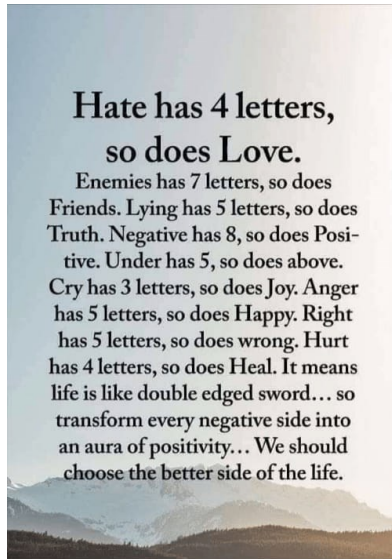 Hate has 4 letters,
so does Love.
Enemies has 7 letters, so does
Friends. Lying has 5 letters, so does
Truth. Negative has 8, so does Posi-
tive. Under has 5, so does above.
Cry has 3 letters, so does Joy. Anger
has 5 letters, so does Happy. Right
has 5 letters, so does wrong. Hurt
has 4 letters, so does Heal. It means
life is like double edged sword... so
transform every negative side into
an aura of positivity... We should
choose the better side of the life.